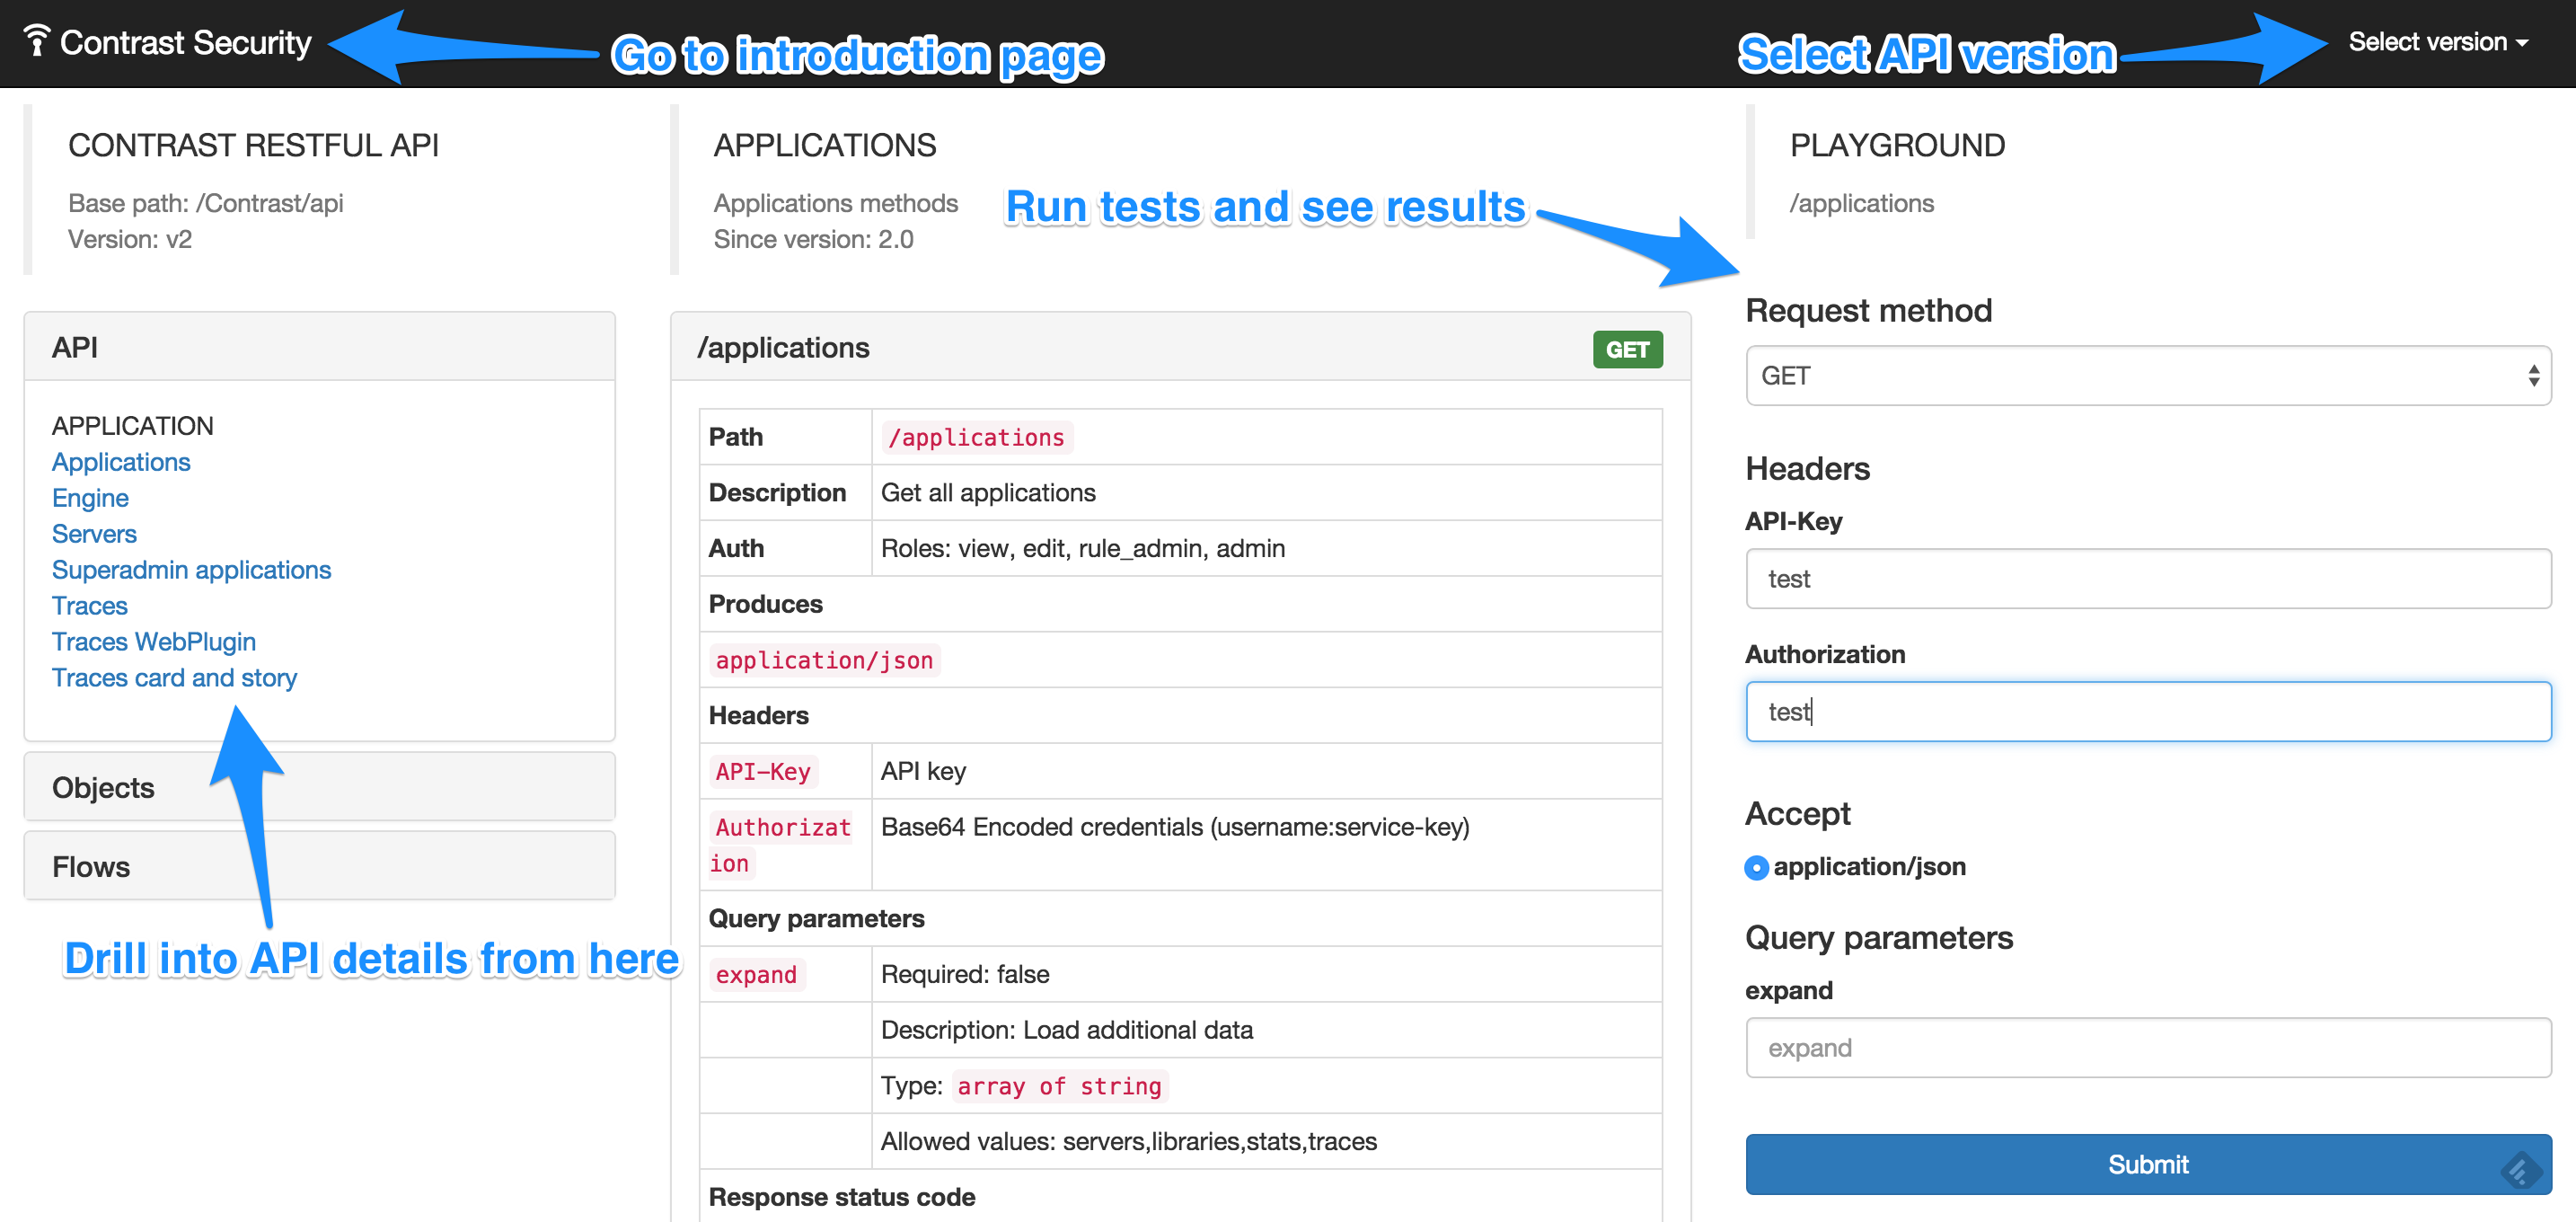 Contrast Security
Go to introduction page
Select API version
Select version
CONTRAST RESTFUL API
Base path: /Contrast/api
Version: v2
API
APPLICATION
Applications
Engine
Servers
Superadmin applications
Traces
Traces WebPlugin
Traces card and story
Objects
Flows
Drill into API details from here
APPLICATIONS
Applications methods
Since version: 2.0
Run tests and see results
/applications
GET
Path
/applications
Description
Get all applications
Auth
Roles: view, edit, rule_admin, admin
Produces
application/json
Headers
API-Key
API key
Authorizat
ion
Base64 Encoded credentials (username:service-key)
Query parameters
expand
Required: false
Description: Load additional data
Type: array of string
Allowed values: servers,libraries,stats,traces
Response status code
PLAYGROUND
/applications
Request method
GET
Headers
API-Key
test
Authorization
test
Accept
application/json
Query parameters
expand
expand
Submit